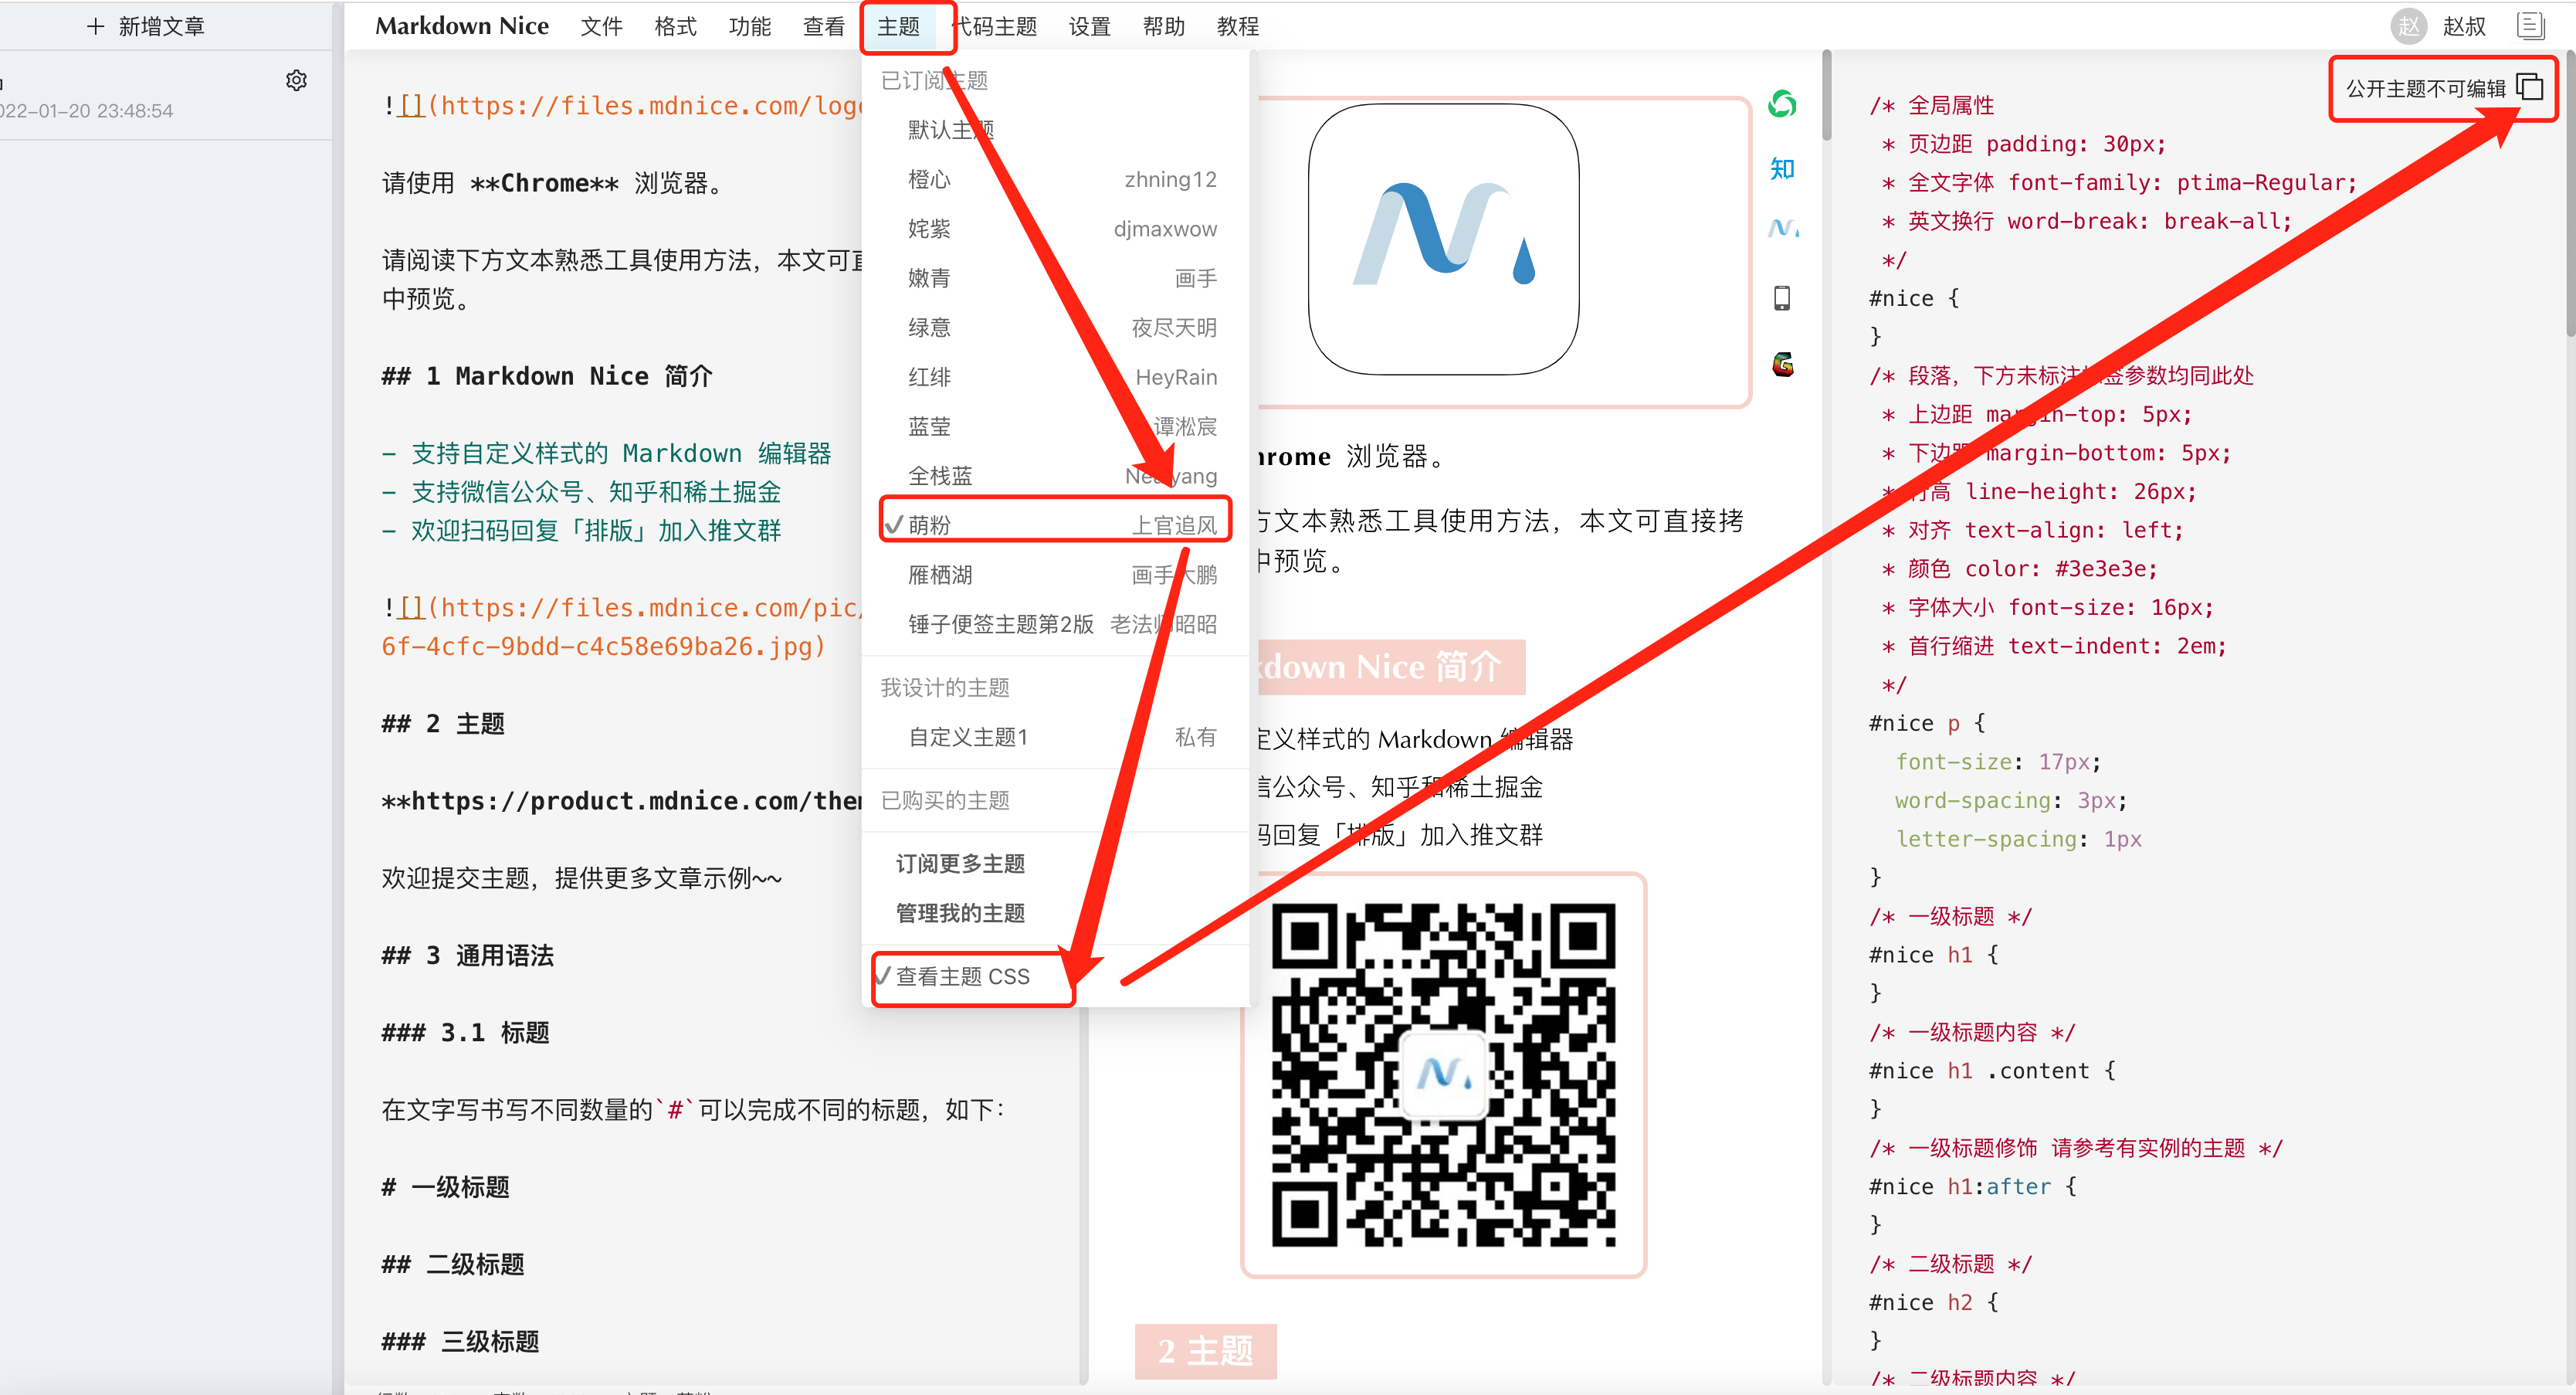 + 新增文章
022-01-20 23:48:54
Markdown Nice 文件 格式 功能 查看 主题 代码主题 设置 帮助 教程
赵 赵叔
![](https://files.mdnice.com/logo
请使用 **Chrome** 浏览器。
请阅读下方文本熟悉工具使用方法，本文可直
中预览。
## 1 Markdown Nice 简介
- 支持自定义样式的 Markdown 编辑器
- 支持微信公众号、知乎和稀土掘金
- 欢迎扫码回复「排版」加入推文群
![](https://files.mdnice.com/pic/
6f-4cfc-9bdd-c4c58e69ba26.jpg)
## 2 主题
**https://product.mdnice.com/them
欢迎提交主题，提供更多文章示例~~
## 3 通用语法
### 3.1 标题
在文字写书写不同数量的`#`可以完成不同的标题，如下：
# 一级标题
## 二级标题
### 三级标题
已订阅主题
默认主题
橙心 zhning12
姹紫 djmaxwow
嫩青 画手
绿意 夜尽天明
红绯 HeyRain
蓝莹 谭淞宸
全栈蓝 Nealyang
萌粉 上官追风
雁栖湖 画手大鹏
锤子便签主题第2版 老法师昭昭
我设计的主题
自定义主题1 私有
已购买的主题
订阅更多主题
管理我的主题
查看主题 CSS
hrome 浏览器。
方文本熟悉工具使用方法，本文可直接拷
中预览。
kdown Nice 简介
定义样式的 Markdown 编辑器
信公众号、知乎和稀土掘金
码回复「排版」加入推文群
2 主题
知
公开主题不可编辑
/* 全局属性
* 页边距 padding: 30px;
* 全文字体 font-family: ptima-Regular;
* 英文换行 word-break: break-all;
*/
#nice {
}
/* 段落，下方未标注标签参数均同此处
* 上边距 margin-top: 5px;
* 下边距 margin-bottom: 5px;
* 行高 line-height: 26px;
* 对齐 text-align: left;
* 颜色 color: #3e3e3e;
* 字体大小 font-size: 16px;
* 首行缩进 text-indent: 2em;
*/
#nice p {
font-size: 17px;
word-spacing: 3px;
letter-spacing: 1px
}
/* 一级标题 */
#nice h1 {
}
/* 一级标题内容 */
#nice h1 .content {
}
/* 一级标题修饰 请参考有实例的主题 */
#nice h1:after {
}
/* 二级标题 */
#nice h2 {
}
/* 二级标题内容 */